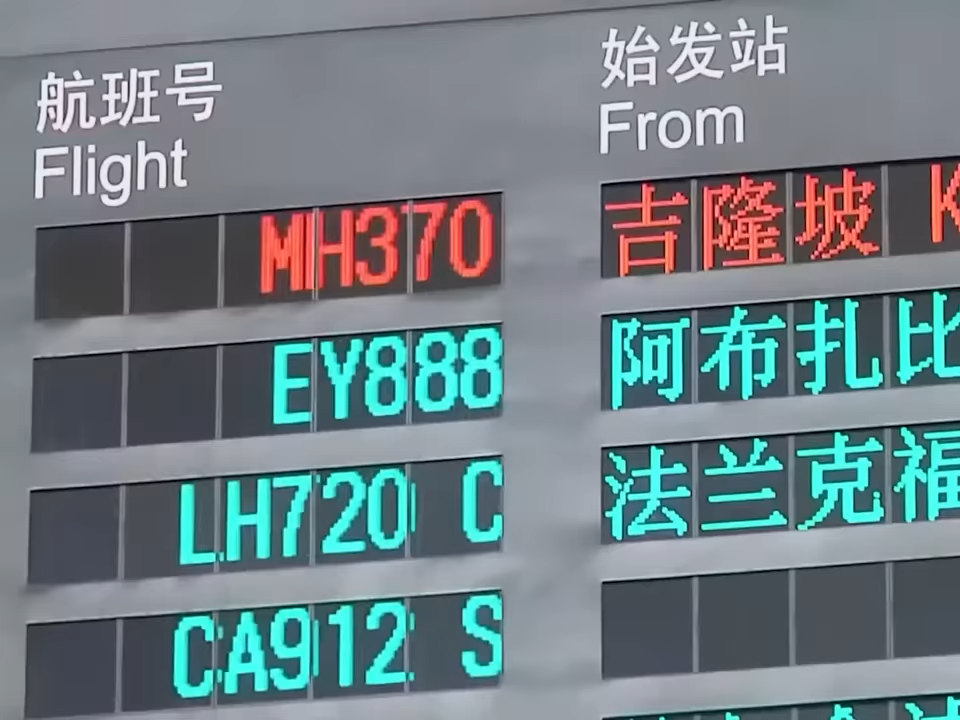 航班号 始发站
Flight From
MH370 吉隆坡 K
EY888 阿布扎比
LH720 C 法兰克福
CA912 S